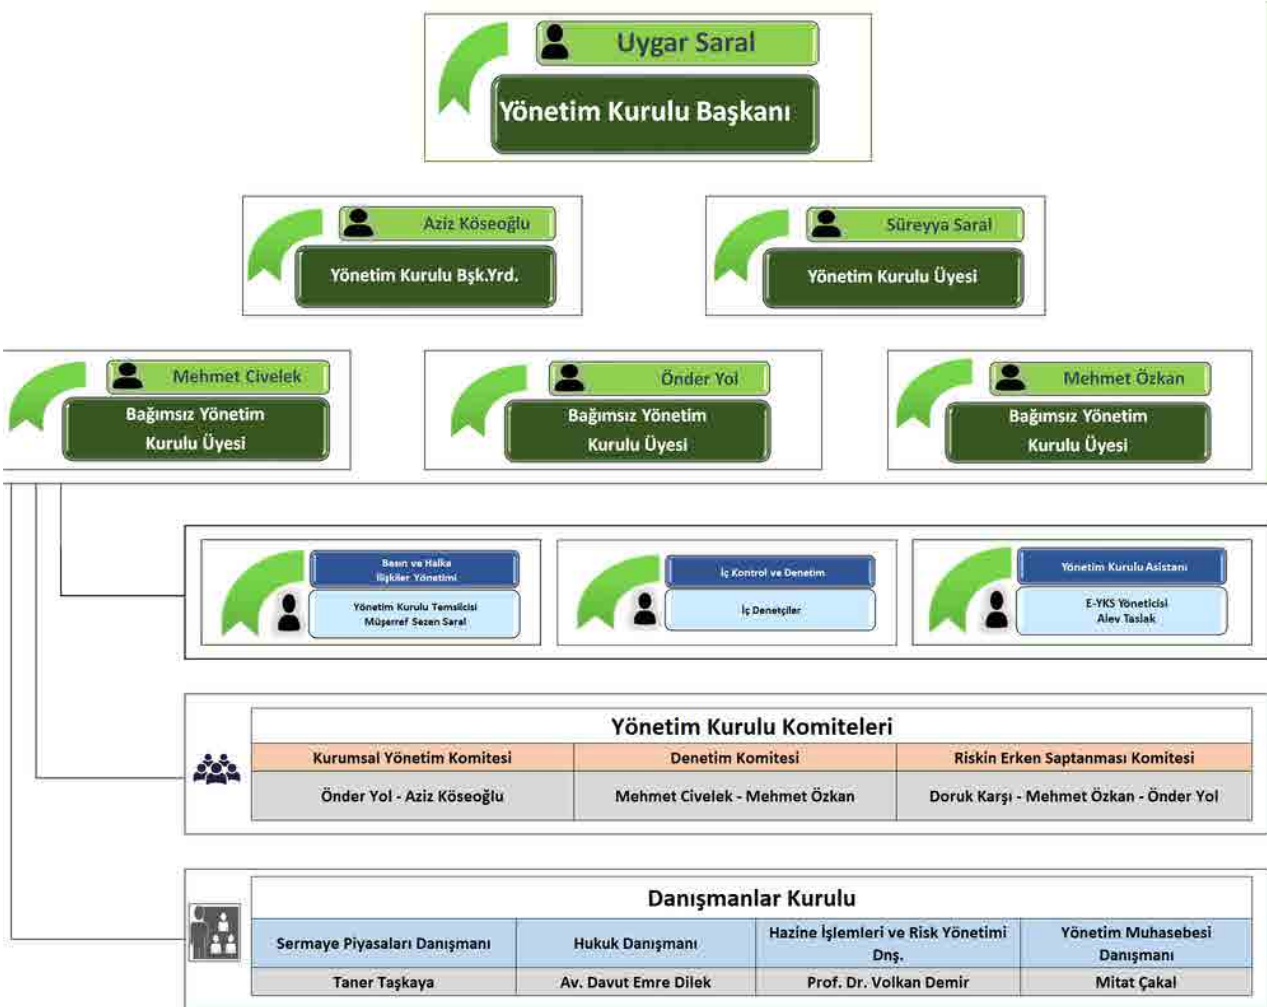 Uygar Saral
Yönetim Kurulu Başkanı
Aziz Köseoğlu
Yönetim Kurulu Bşk.Yrd.
Süreyya Saral
Yönetim Kurulu Üyesi
Mehmet Civelek
Bağımsız Yönetim
Kurulu Üyesi
Önder Yol
Bağımsız Yönetim
Kurulu Üyesi
Mehmet Özkan
Bağımsız Yönetim
Kurulu Üyesi
Basın ve Halka
İlişkiler Yönetimi
Yönetim Kurulu Temsilcisi
Müşerref Sezen Saral
İç Kontrol ve Denetim
İç Denetçiler
Yönetim Kurulu Asistanı
E-YKS Yöneticisi
Alev Taslak
Yönetim Kurulu Komiteleri
Kurumsal Yönetim Komitesi
Denetim Komitesi
Riskin Erken Saptanması Komitesi
Önder Yol - Aziz Köseoğlu
Mehmet Civelek - Mehmet Özkan
Doruk Karşı - Mehmet Özkan - Önder Yol
Danışmanlar Kurulu
Sermaye Piyasaları Danışmanı
Hukuk Danışmanı
Hazine İşlemleri ve Risk Yönetimi
Dnş.
Yönetim Muhasebesi
Danışmanı
Taner Taşkaya
Av. Davut Emre Dilek
Prof. Dr. Volkan Demir
Mitat Çakal